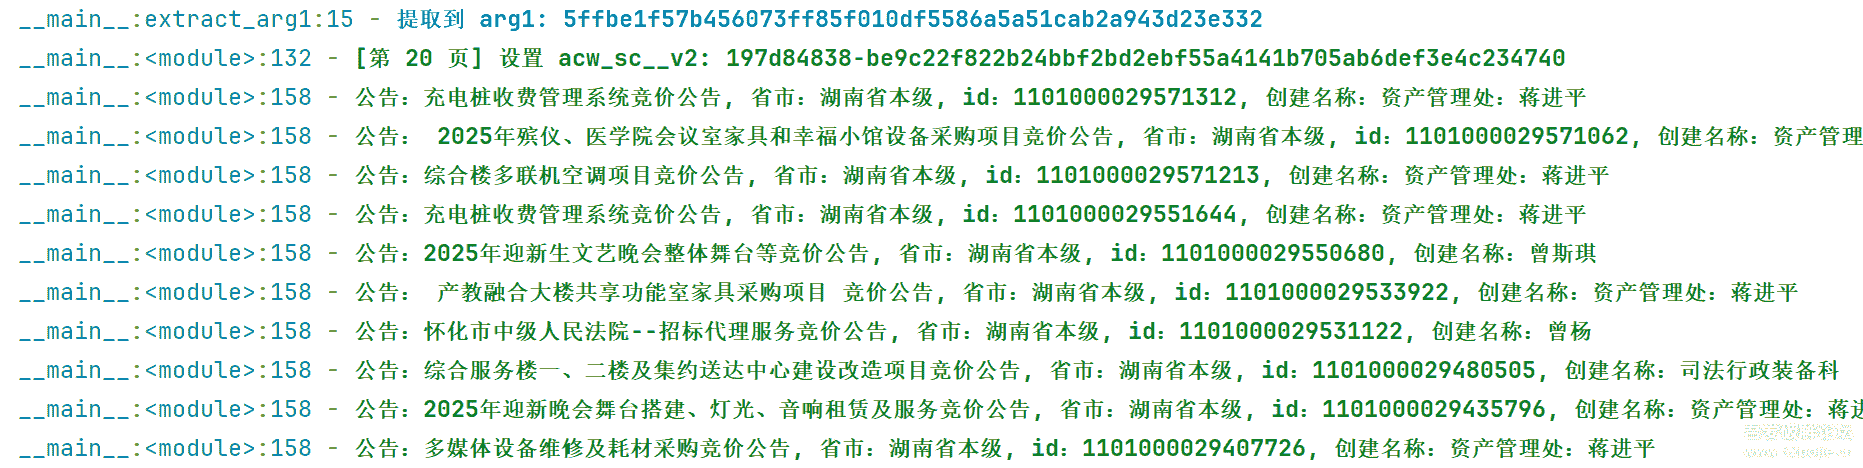 __main__:extract_arg1:15 - 提取到 arg1: 5ffbe1f57b456073ff85f010df5586a5a51cab2a943d23e332
__main__:<module>:132 - [第 20 页] 设置 acw_sc__v2: 197d84838-be9c22f822b24bbf2bd2ebf55a4141b705ab6def3e4c234740
__main__:<module>:158 - 公告：充电桩收费管理系统竞价公告, 省市：湖南省本级, id：1101000029571312, 创建名称：资产管理处：蒋进平
__main__:<module>:158 - 公告： 2025年殡仪、医学院会议室家具和幸福小馆设备采购项目竞价公告, 省市：湖南省本级, id：1101000029571062, 创建名称：资产管理
__main__:<module>:158 - 公告：综合楼多联机空调项目竞价公告, 省市：湖南省本级, id：1101000029571213, 创建名称：资产管理处：蒋进平
__main__:<module>:158 - 公告：充电桩收费管理系统竞价公告, 省市：湖南省本级, id：1101000029551644, 创建名称：资产管理处：蒋进平
__main__:<module>:158 - 公告：2025年迎新生文艺晚会整体舞台等竞价公告, 省市：湖南省本级, id：1101000029550680, 创建名称：曾斯琪
__main__:<module>:158 - 公告： 产教融合大楼共享功能室家具采购项目 竞价公告, 省市：湖南省本级, id：1101000029533922, 创建名称：资产管理处：蒋进平
__main__:<module>:158 - 公告：怀化市中级人民法院--招标代理服务竞价公告, 省市：湖南省本级, id：1101000029531122, 创建名称：曾杨
__main__:<module>:158 - 公告：综合服务楼一、二楼及集约送达中心建设改造项目竞价公告, 省市：湖南省本级, id：1101000029480505, 创建名称：司法行政装备科
__main__:<module>:158 - 公告：2025年迎新晚会舞台搭建、灯光、音响租赁及服务竞价公告, 省市：湖南省本级, id：1101000029435796, 创建名称：资产管理处：蒋进
__main__:<module>:158 - 公告：多媒体设备维修及耗材采购竞价公告, 省市：湖南省本级, id：1101000029407726, 创建名称：资产管理处：蒋进平